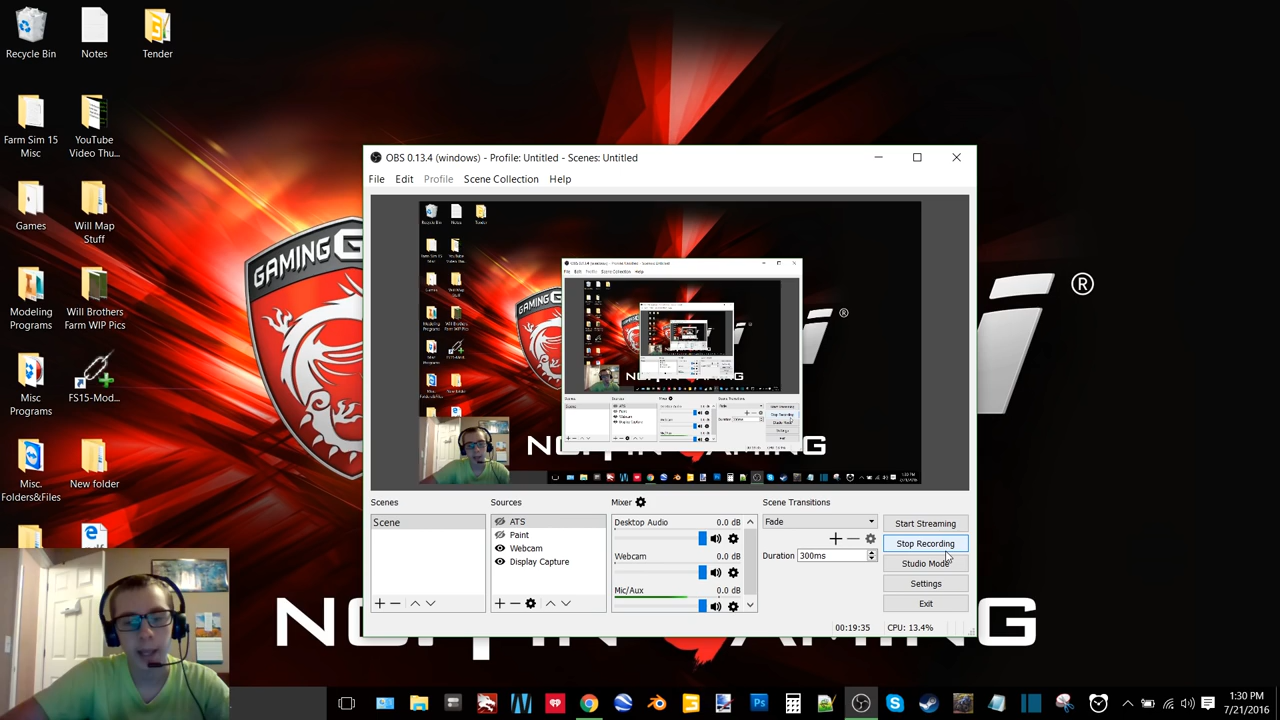 Recycle Bin
Notes
Tender
Farm Sim 15
Misc
YouTube
Video Thu...
Games
Will Map
Stuff
Modeling
Programs
Will Brothers
Farm WIP Pics
Misc
Programs
FS15-Mod...
Misc.
Folders&Files
New folder
GAMING G
®
OBS 0.13.4 (windows) - Profile: Untitled - Scenes: Untitled
File Edit Profile Scene Collection Help
Scenes
Scene
Sources
ATS
Paint
Webcam
Display Capture
Mixer
Desktop Audio 0.0 dB
Webcam 0.0 dB
Mic/Aux 0.0 dB
Scene Transitions
Fade
Duration 300ms
Start Streaming
Stop Recording
Studio Mode
Settings
Exit
00:19:35 CPU: 13.4%
1:30 PM
7/21/2016